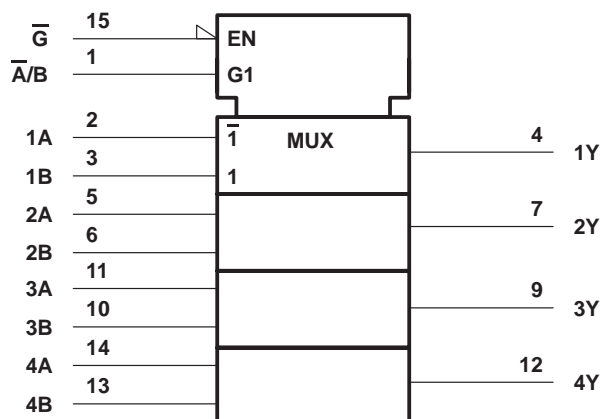 G̅ 15 EN
A̅/B 1 G1
1A 2 1̅ MUX 4 1Y
1B 3 1
2A 5 7 2Y
2B 6
3A 11 9 3Y
3B 10
4A 14 12 4Y
4B 13